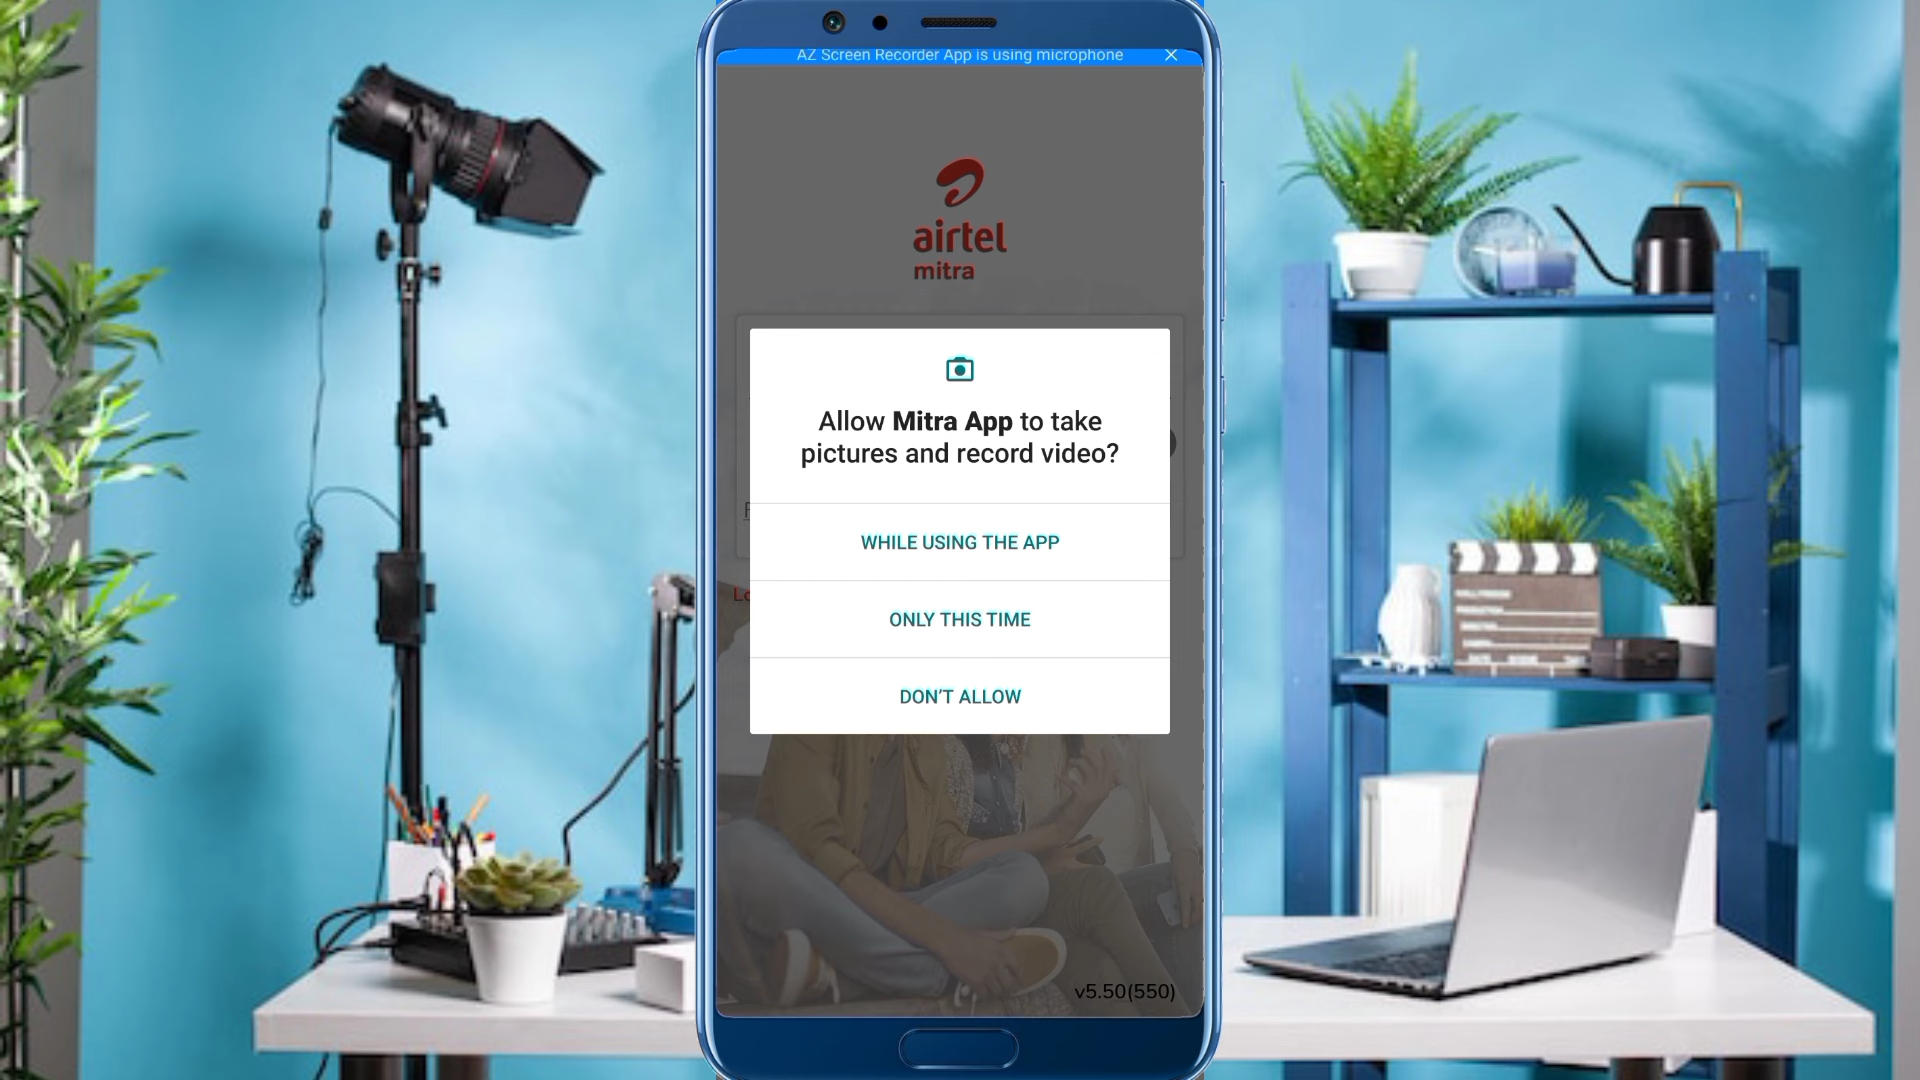 AZ Screen Recorder App is using microphone
airtel
mitra
Allow Mitra App to take
pictures and record video?
WHILE USING THE APP
ONLY THIS TIME
DON'T ALLOW
v5.50(550)